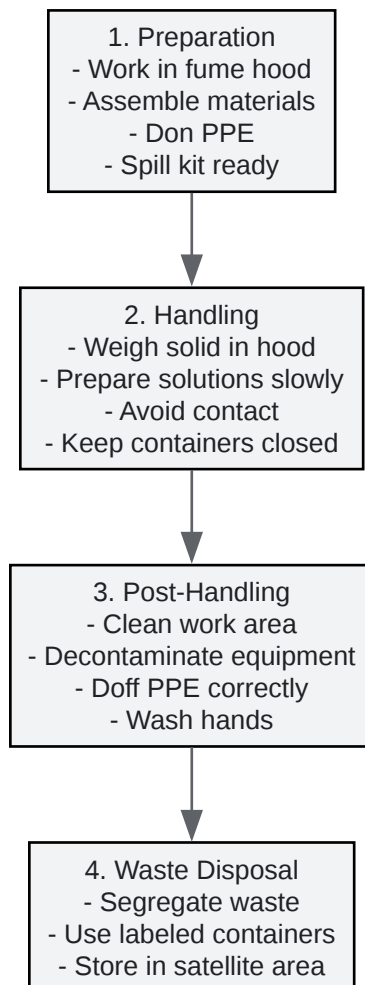 1. Preparation
- Work in fume hood
- Assemble materials
- Don PPE
- Spill kit ready
2. Handling
- Weigh solid in hood
- Prepare solutions slowly
- Avoid contact
- Keep containers closed
3. Post-Handling
- Clean work area
- Decontaminate equipment
- Doff PPE correctly
- Wash hands
4. Waste Disposal
- Segregate waste
- Use labeled containers
- Store in satellite area